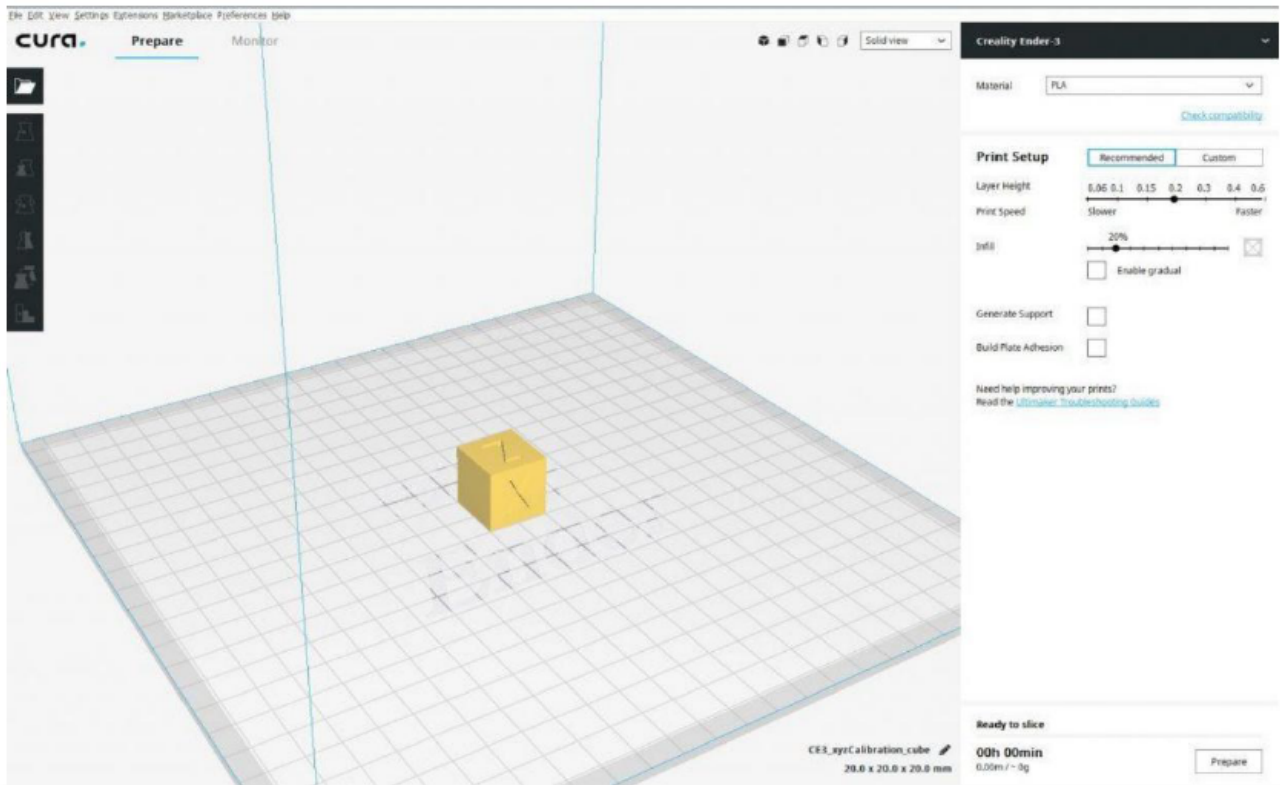 File Edit View Settings Extensions Marketplace Preferences Help
cura.
Prepare
Monitor
Solid view
Creality Ender-3
Material
PLA
Check compatibility
Print Setup
Recommended
Custom
Layer Height
0.06 0.1 0.15 0.2 0.3 0.4 0.6
Print Speed
Slower
Faster
Infill
20%
Enable gradual
Generate Support
Build Plate Adhesion
Need help improving your prints?
Read the Ultimaker Troubleshooting Guides
CE3_xyzCalibration_cube
20.0 x 20.0 x 20.0 mm
Ready to slice
00h 00min
0.00m / ~ 0g
Prepare